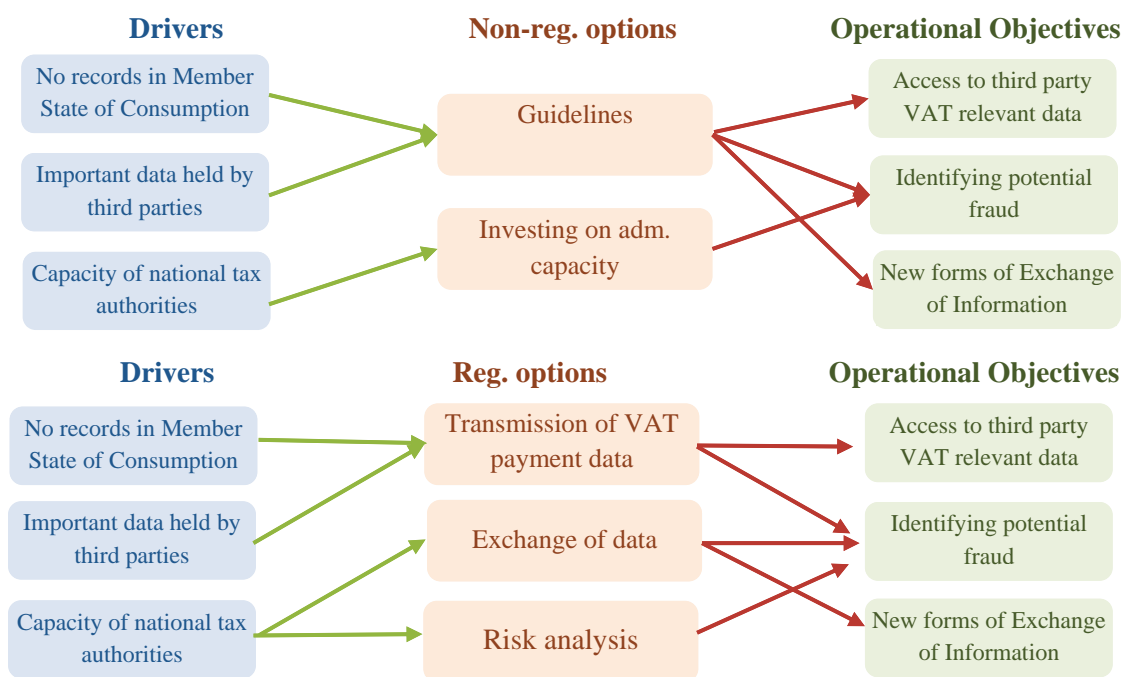 Drivers
Non-reg. options
Operational Objectives
No records in Member
State of Consumption
Important data held by
third parties
Capacity of national tax
authorities
Guidelines
Investing on adm.
capacity
Access to third party
VAT relevant data
Identifying potential
fraud
New forms of Exchange
of Information
Drivers
Reg. options
Operational Objectives
No records in Member
State of Consumption
Important data held by
third parties
Capacity of national tax
authorities
Transmission of VAT
payment data
Exchange of data
Risk analysis
Access to third party
VAT relevant data
Identifying potential
fraud
New forms of Exchange
of Information